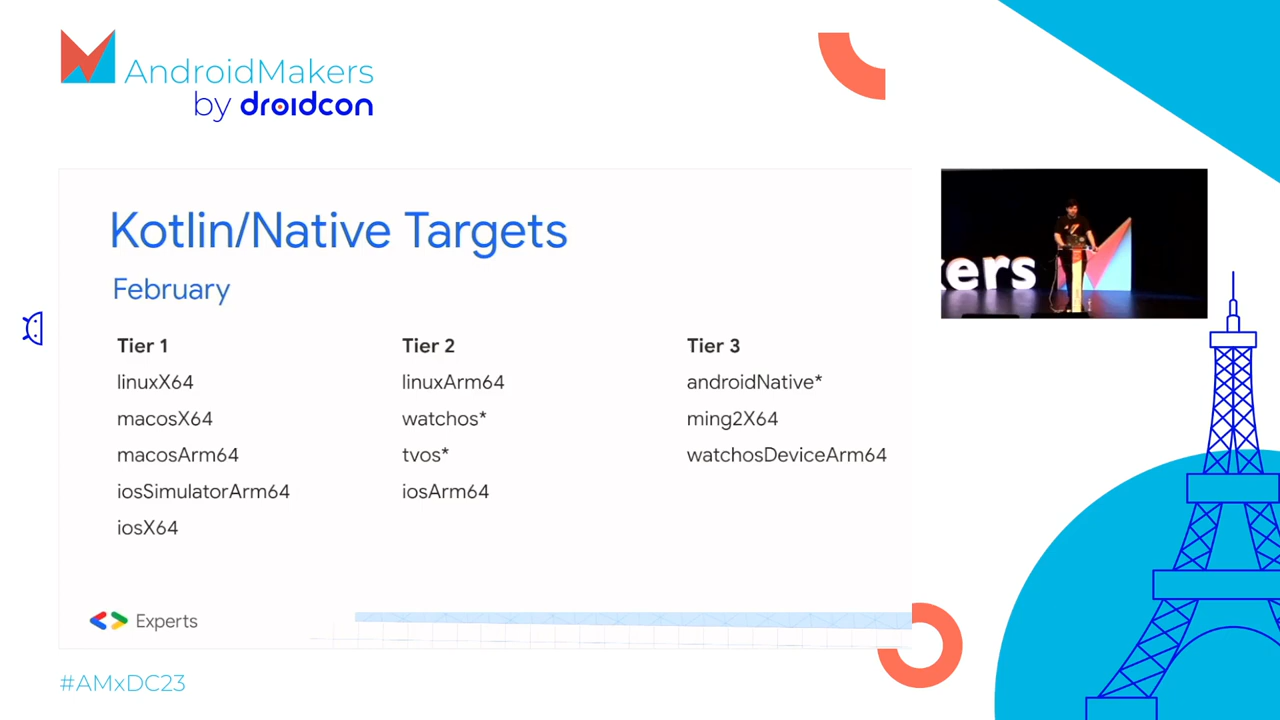 AndroidMakers
by droidcon
Kotlin/Native Targets
February
Tier 1
linuxX64
macosX64
macosArm64
iosSimulatorArm64
iosX64
Tier 2
linuxArm64
watchos*
tvos*
iosArm64
Tier 3
androidNative*
ming2X64
watchosDeviceArm64
Experts
kers
#AMxDC23